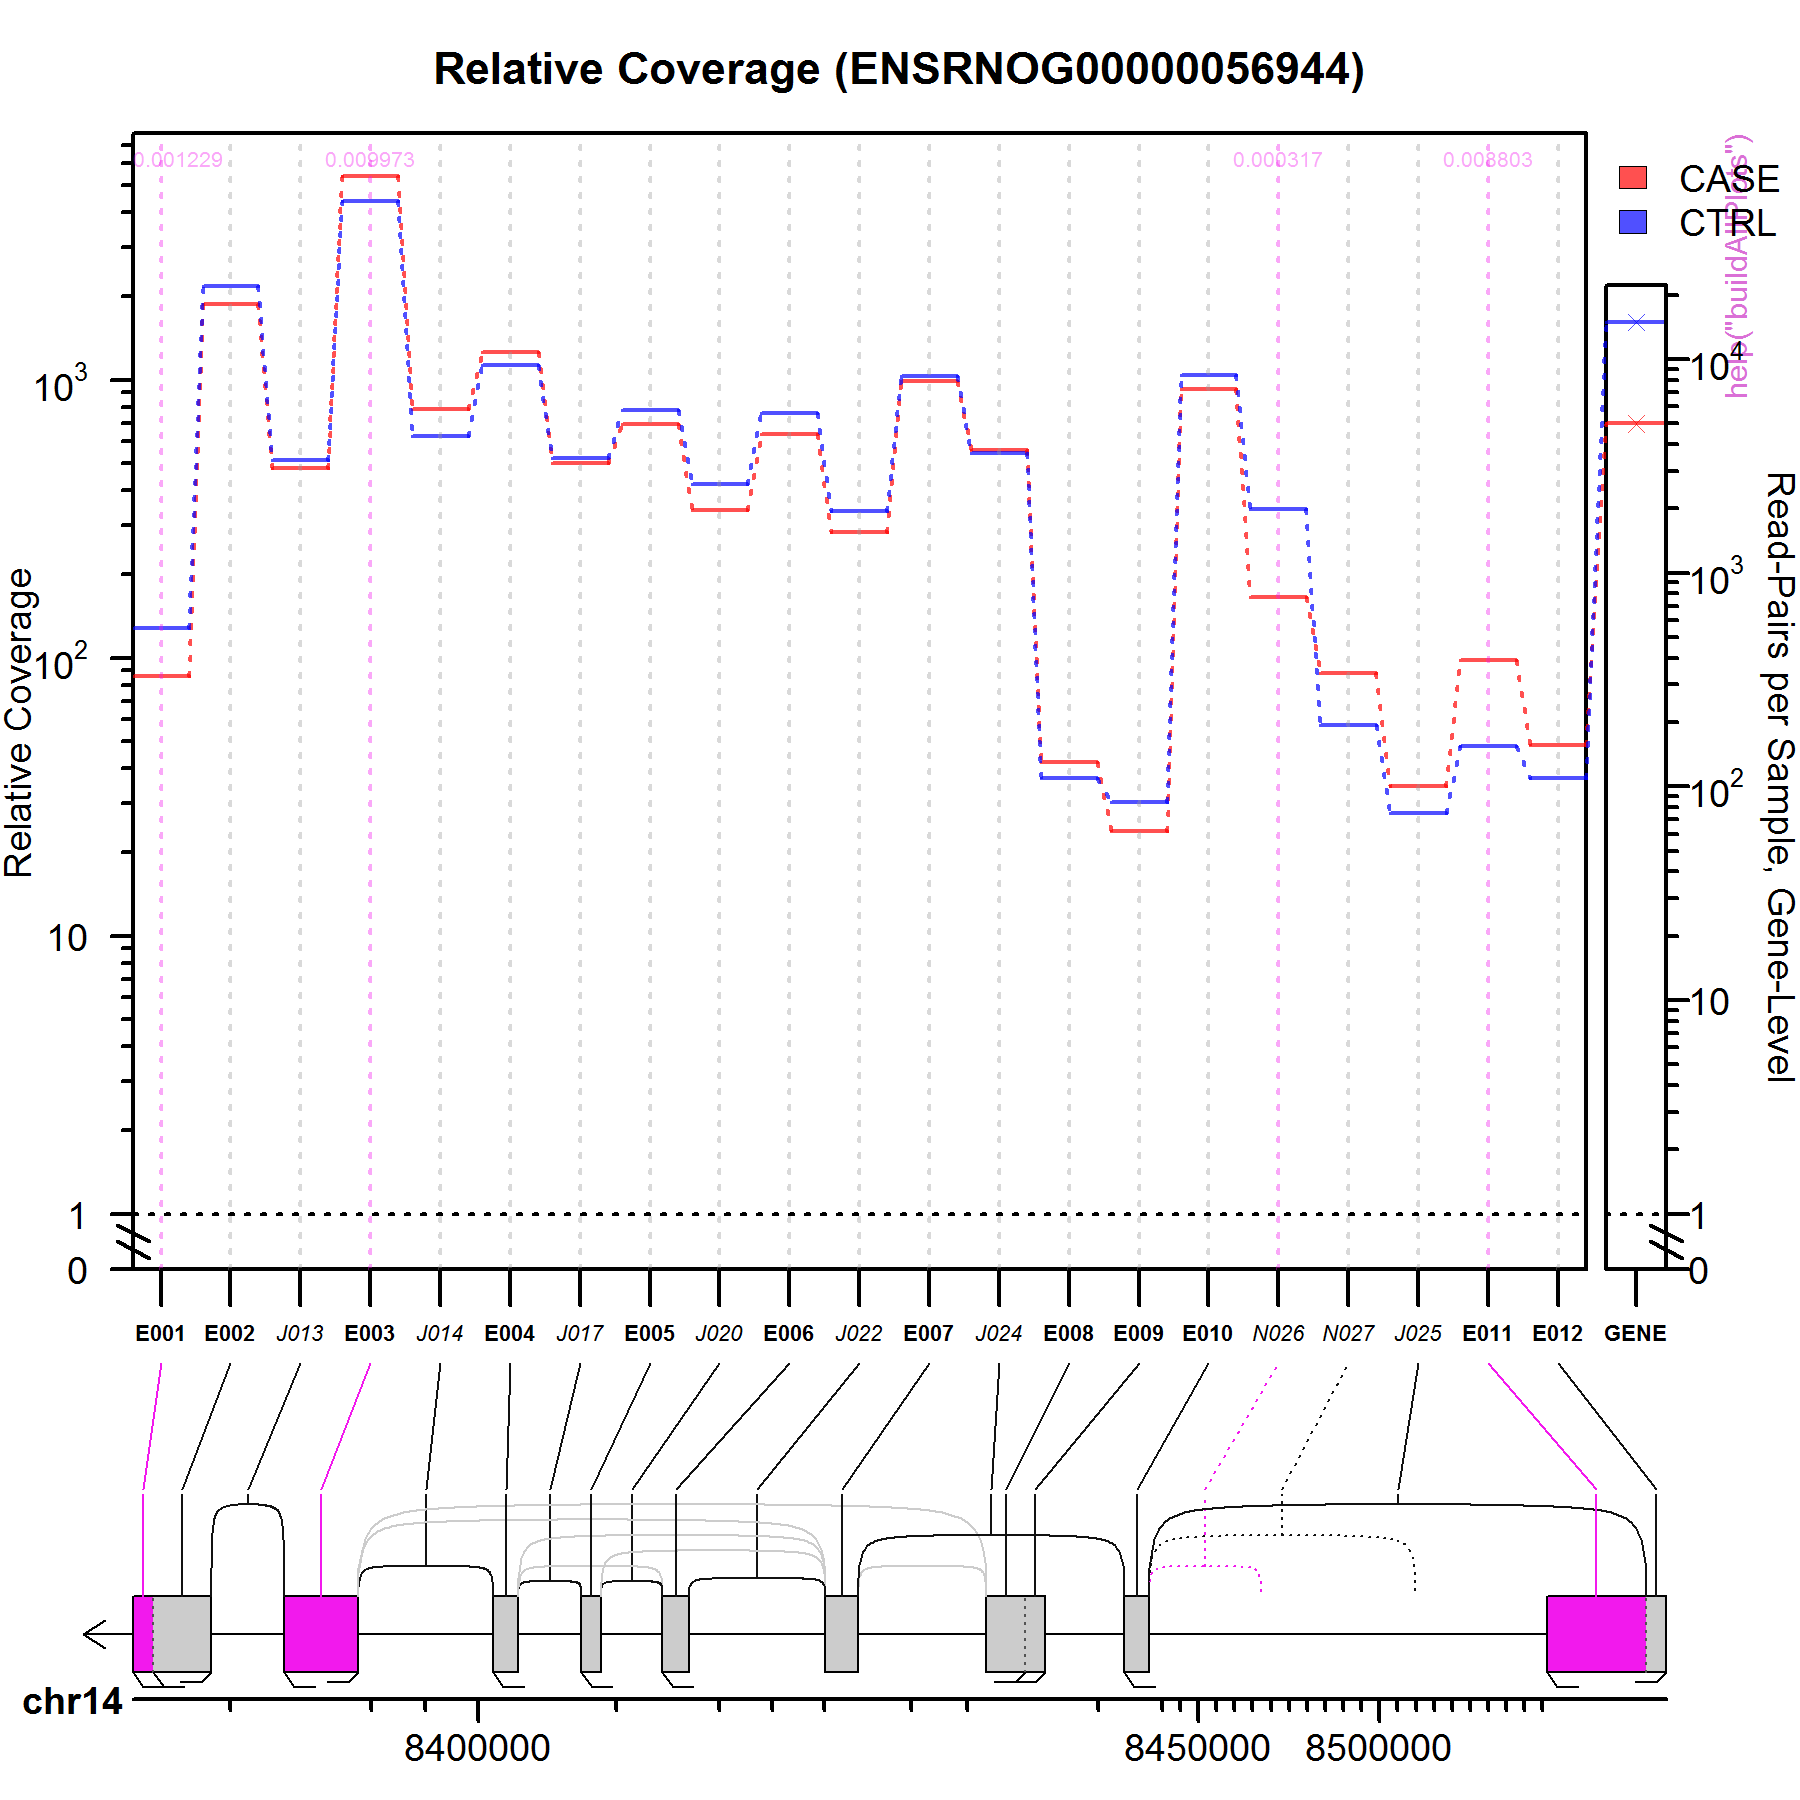 Relative Coverage (ENSRNOG00000056944)
0.001229 0.009973 0.000317 0.008803
CASE
CTRL
help("buildAllPlots")
Relative Coverage
10^3
10^2
10
1
0
10^4
10^3
10^2
10
1
0
Read-Pairs per Sample, Gene-Level
E001 E002 J013 E003 J014 E004 J017 E005 J020 E006 J022 E007 J024 E008 E009 E010 N026 N027 J025 E011 E012 GENE
chr14
8400000 8450000 8500000